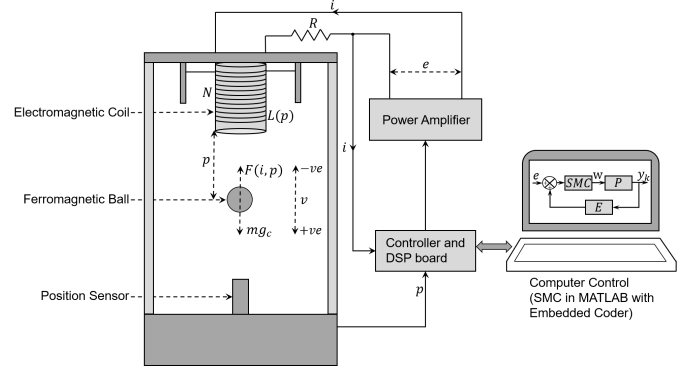 i
R
e
N
Electromagnetic Coil
L(p)
Power Amplifier
p
F(i, p)
−ve
i
e
SMC
w
P
y_k
E
Ferromagnetic Ball
v
mg_c
+ve
Controller and
DSP board
Position Sensor
p
Computer Control
(SMC in MATLAB with
Embedded Coder)